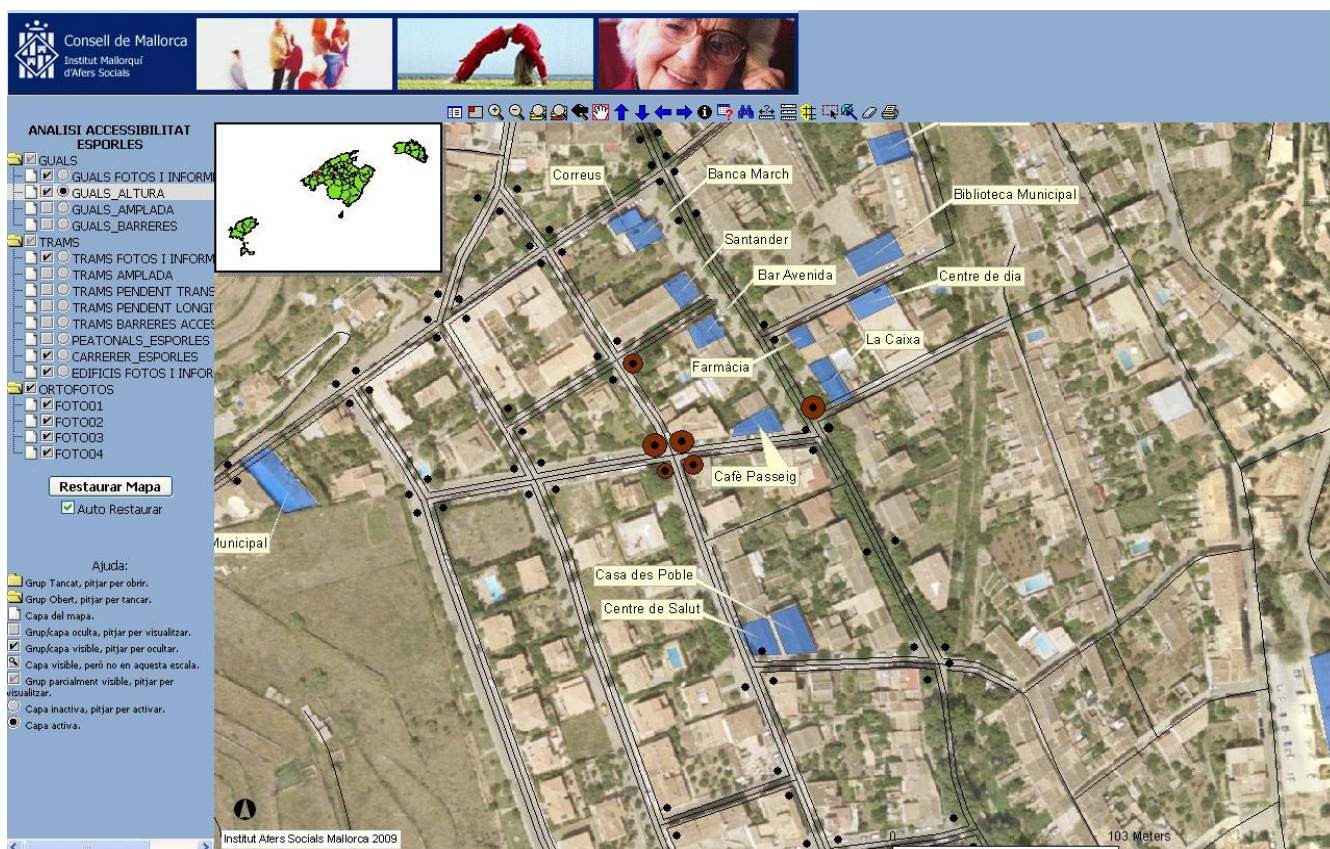 Consell de Mallorca
Institut Mallorquí
d'Afers Socials
ANALISI ACCESSIBILITAT
ESPORLES
GUALS
GUALS FOTOS I INFORM
GUALS_ALTURA
GUALS_AMPLADA
GUALS_BARRERES
TRAMS
TRAMS FOTOS I INFORM
TRAMS AMPLADA
TRAMS PENDENT TRANS
TRAMS PENDENT LONGI
TRAMS BARRERES ACCES
PEATONALS_ESPORLES
CARRERER_ESPORLES
EDIFICIS FOTOS I INFOR
ORTOFOTOS
FOTO01
FOTO02
FOTO03
FOTO04
Restaurar Mapa
Auto Restaurar
Ajuda:
Grup Tancat, pitjar per obrir.
Grup Obert, pitjar per tancar.
Capa del mapa.
Grup/capa oculta, pitjar per visualitzar.
Grup/capa visible, pitjar per ocultar.
Capa visible, però no en aquesta escala.
Grup parcialment visible, pitjar per
visualitzar.
Capa inactiva, pitjar per activar.
Capa activa.
Correus
Banca March
Biblioteca Municipal
Santander
Bar Avenida
Centre de dia
La Caixa
Farmàcia
Cafè Passeig
Municipal
Casa des Poble
Centre de Salut
Institut Afers Socials Mallorca 2009
0
103 Meters